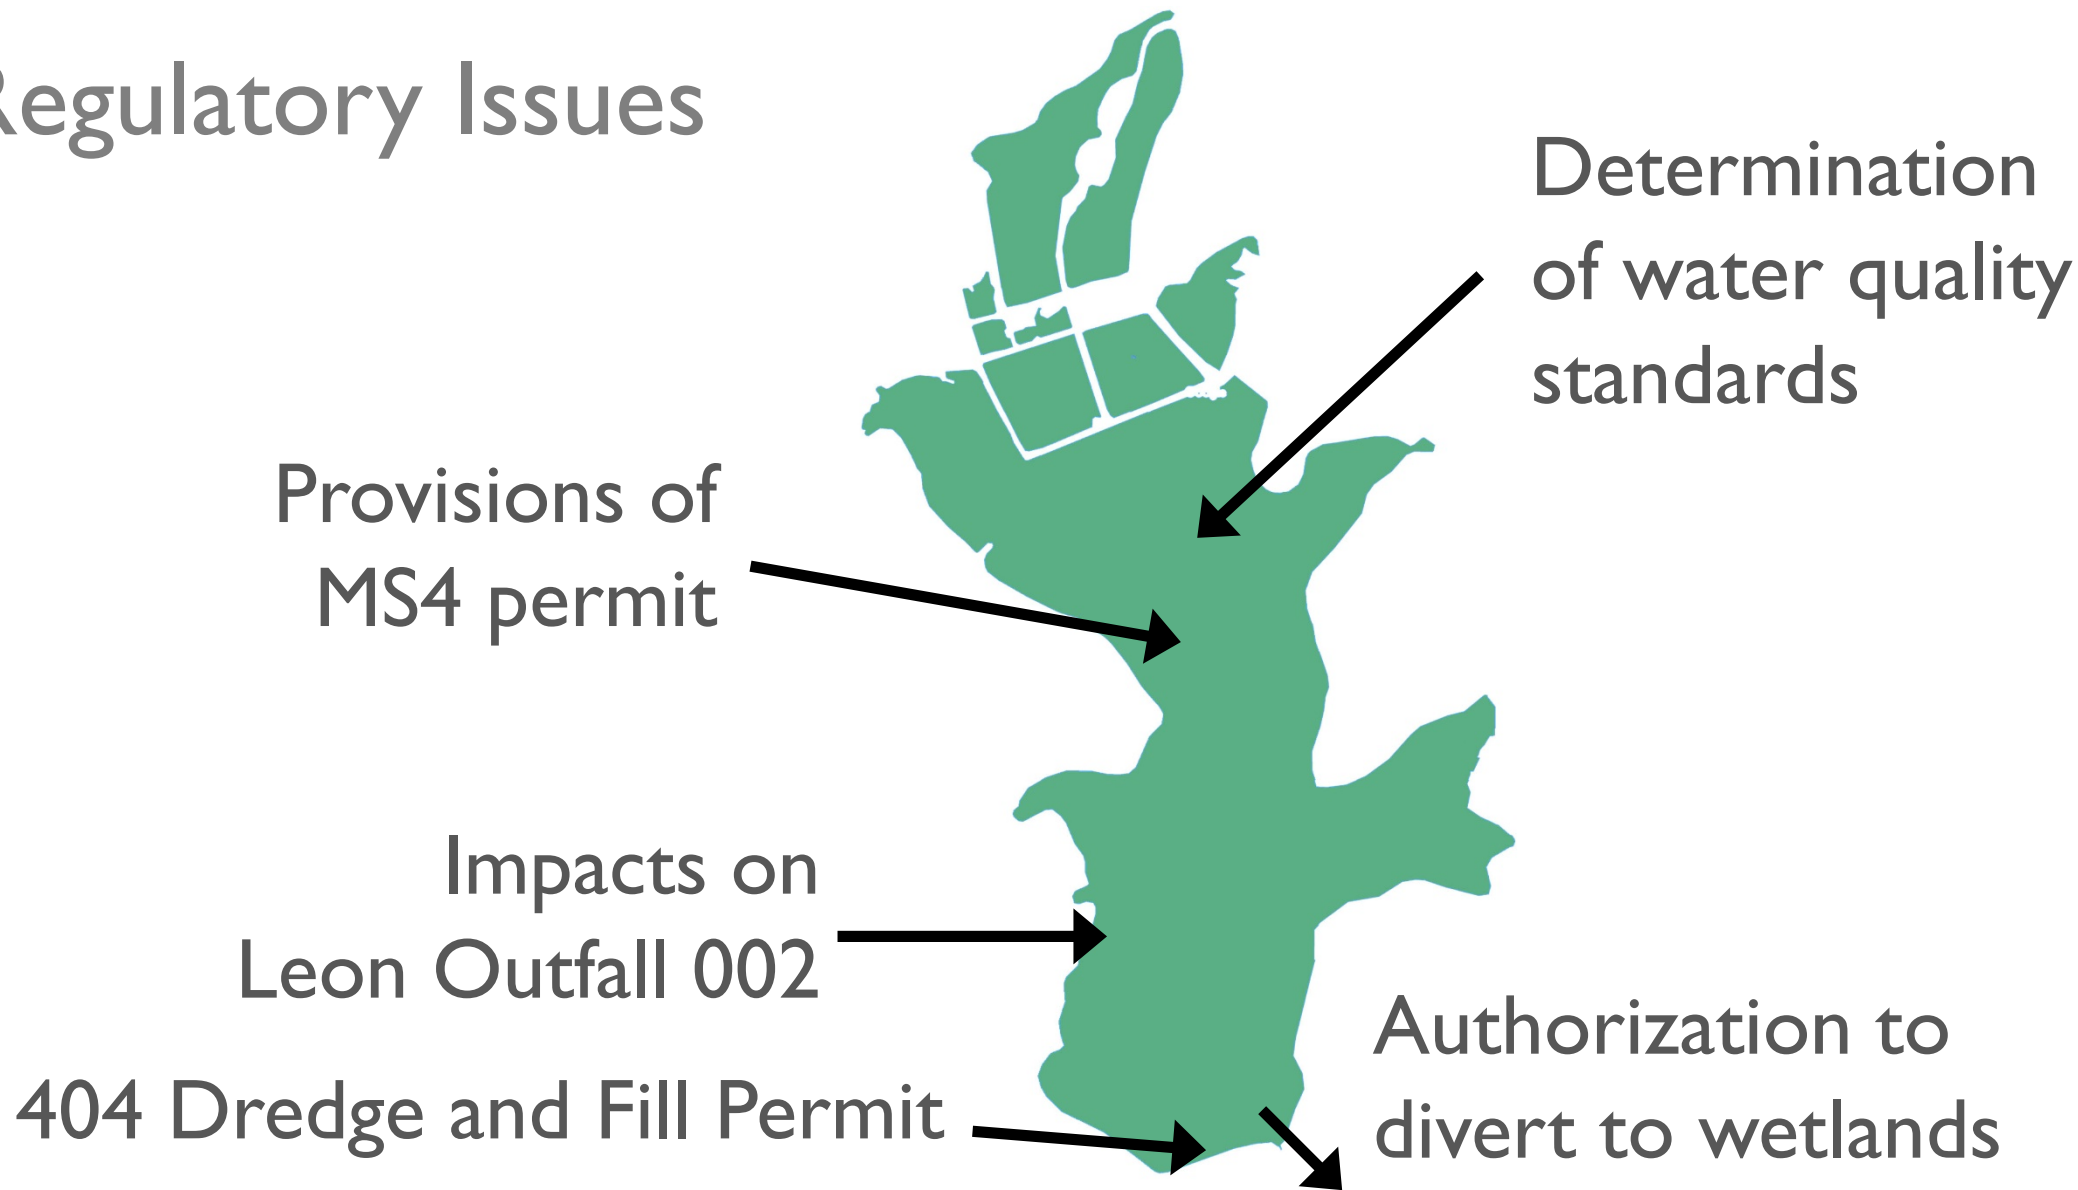 Regulatory Issues
Determination
of water quality
standards
Provisions of
MS4 permit
Impacts on
Leon Outfall 002
404 Dredge and Fill Permit
Authorization to
divert to wetlands